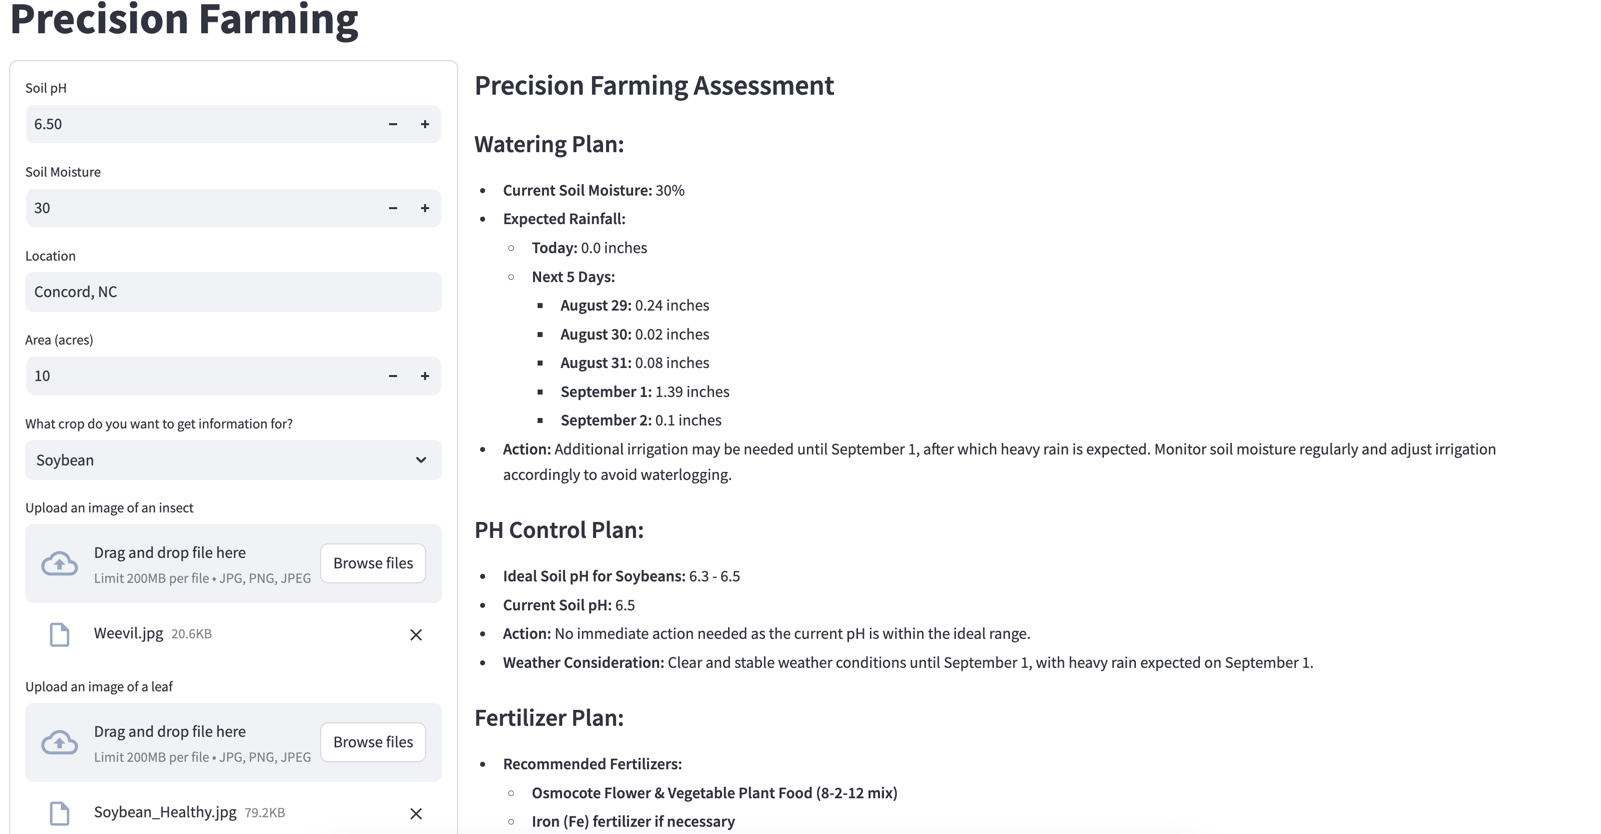 Precision Farming
Soil pH
6.50
Soil Moisture
30
Location
Concord, NC
Area (acres)
10
What crop do you want to get information for?
Soybean
Upload an image of an insect
Drag and drop file here
Limit 200MB per file • JPG, PNG, JPEG
Browse files
Weevil.jpg 20.6KB
Upload an image of a leaf
Drag and drop file here
Limit 200MB per file • JPG, PNG, JPEG
Browse files
Soybean_Healthy.jpg 79.2KB
Precision Farming Assessment
Watering Plan:
Current Soil Moisture: 30%
Expected Rainfall:
Today: 0.0 inches
Next 5 Days:
August 29: 0.24 inches
August 30: 0.02 inches
August 31: 0.08 inches
September 1: 1.39 inches
September 2: 0.1 inches
Action: Additional irrigation may be needed until September 1, after which heavy rain is expected. Monitor soil moisture regularly and adjust irrigation
accordingly to avoid waterlogging.
PH Control Plan:
Ideal Soil pH for Soybeans: 6.3 - 6.5
Current Soil pH: 6.5
Action: No immediate action needed as the current pH is within the ideal range.
Weather Consideration: Clear and stable weather conditions until September 1, with heavy rain expected on September 1.
Fertilizer Plan:
Recommended Fertilizers:
Osmocote Flower & Vegetable Plant Food (8-2-12 mix)
Iron (Fe) fertilizer if necessary